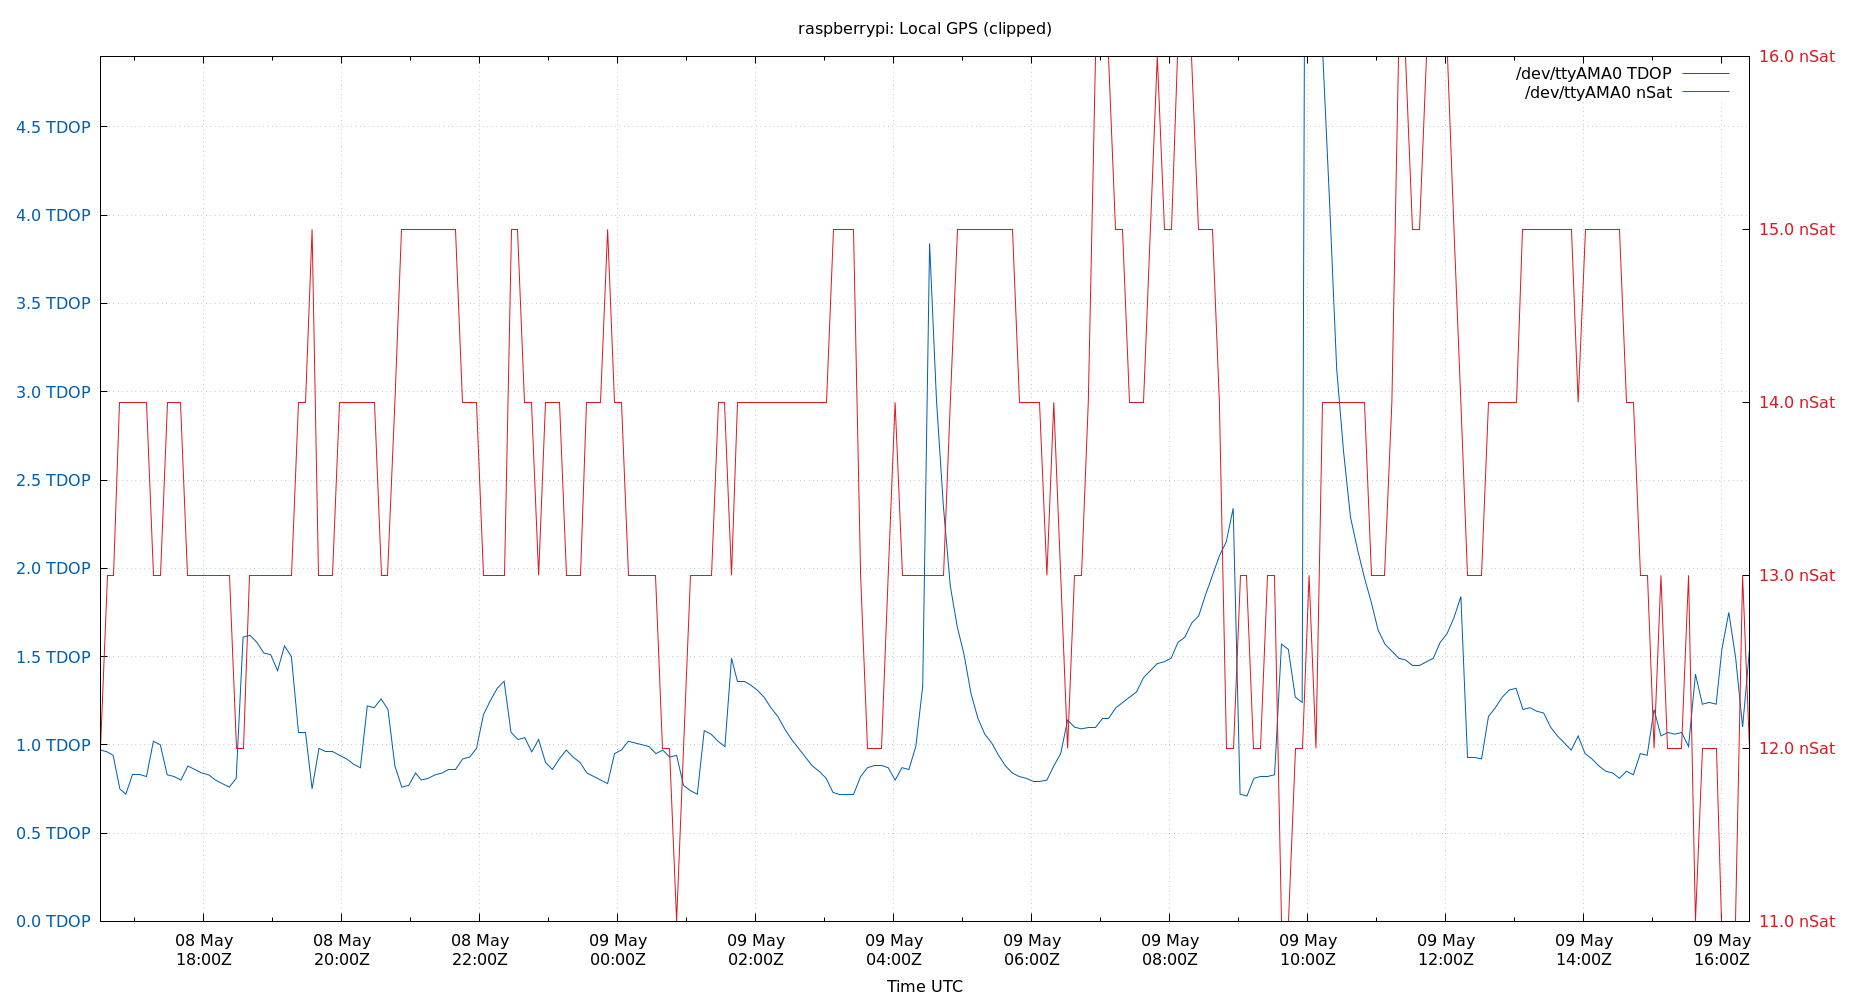 raspberrypi: Local GPS (clipped)
16.0 nSat
/dev/ttyAMA0 TDOP
/dev/ttyAMA0 nSat
4.5 TDOP
4.0 TDOP
15.0 nSat
3.5 TDOP
3.0 TDOP
14.0 nSat
2.5 TDOP
2.0 TDOP
13.0 nSat
1.5 TDOP
1.0 TDOP
12.0 nSat
0.5 TDOP
0.0 TDOP
11.0 nSat
08 May 08 May 08 May 09 May 09 May 09 May 09 May 09 May 09 May 09 May 09 May 09 May
18:00Z 20:00Z 22:00Z 00:00Z 02:00Z 04:00Z 06:00Z 08:00Z 10:00Z 12:00Z 14:00Z 16:00Z
Time UTC